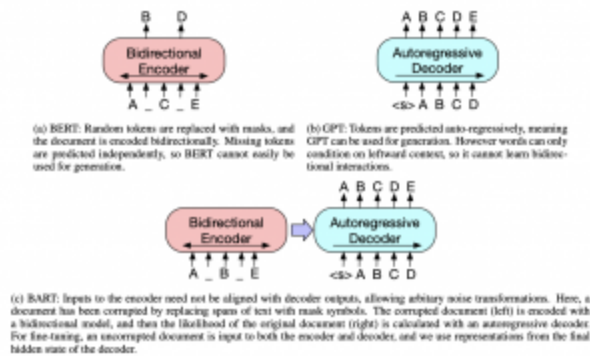 B D
Bidirectional
Encoder
A _ C _ E
(a) BERT: Random tokens are replaced with masks, and
the document is encoded bidirectionally. Missing tokens
are predicted independently, so BERT cannot easily be
used for generation.
A B C D E
Autoregressive
Decoder
<s> A B C D
(b) GPT: Tokens are predicted auto-regressively, meaning
GPT can be used for generation. However words can only
condition on leftward context, so it cannot learn bidirec-
tional interactions.
Bidirectional
Encoder
A _ B _ E
A B C D E
Autoregressive
Decoder
<s> A B C D
(c) BART: Inputs to the encoder need not be aligned with decoder outputs, allowing arbitary noise transformations. Here, a
document has been corrupted by replacing spans of text with mask symbols. The corrupted document (left) is encoded with
a bidirectional model, and then the likelihood of the original document (right) is calculated with an autoregressive decoder.
For fine-tuning, an uncorrupted document is input to both the encoder and decoder, and we use representations from the final
hidden state of the decoder.